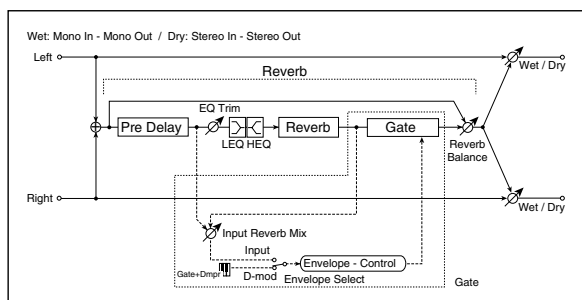 Wet: Mono In - Mono Out / Dry: Stereo In - Stereo Out
Left
Wet / Dry
Reverb
EQ Trim
Pre Delay
LEQ HEQ
Reverb
Gate
Reverb
Balance
Right
Wet / Dry
Input Reverb Mix
Input
Envelope - Control
Gate+Dmpr
D-mod
Envelope Select
Gate